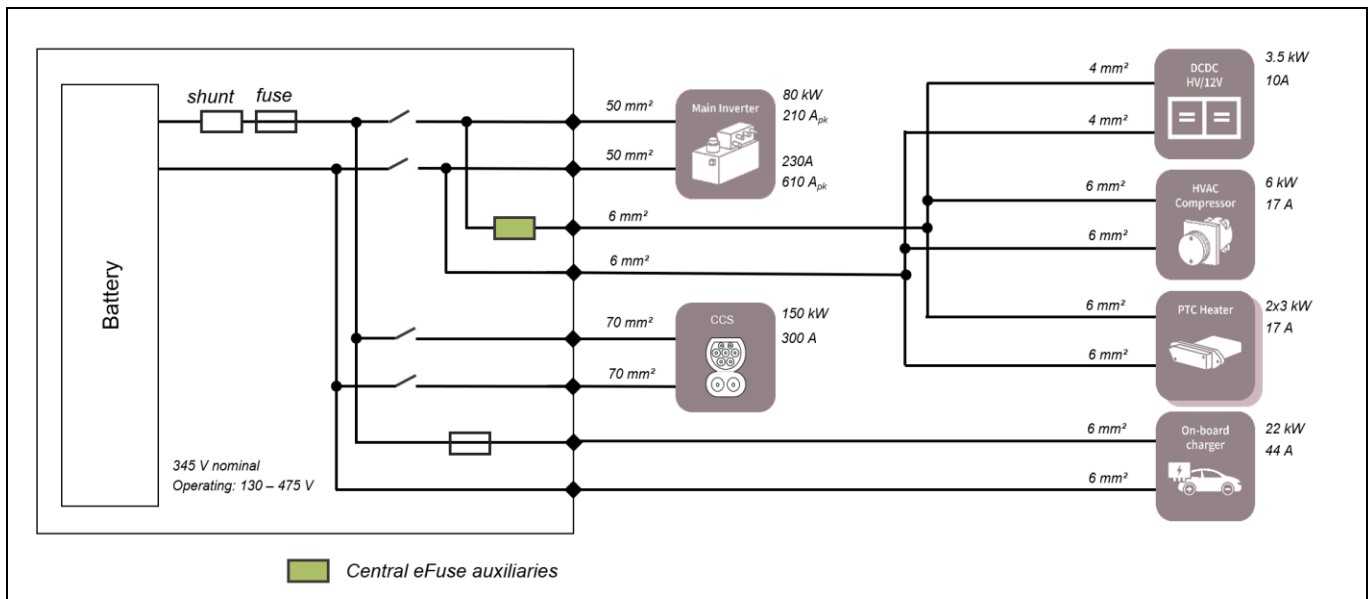 shunt
fuse
Battery
345 V nominal
Operating: 130 – 475 V
50 mm²
50 mm²
6 mm²
6 mm²
70 mm²
70 mm²
Main Inverter
80 kW
210 Apk
230A
610 Apk
CCS
150 kW
300 A
4 mm²
4 mm²
DCDC
HV/12V
3.5 kW
10A
6 mm²
6 mm²
HVAC
Compressor
6 kW
17 A
6 mm²
6 mm²
PTC Heater
2x3 kW
17 A
6 mm²
6 mm²
On-board
charger
22 kW
44 A
Central eFuse auxiliaries